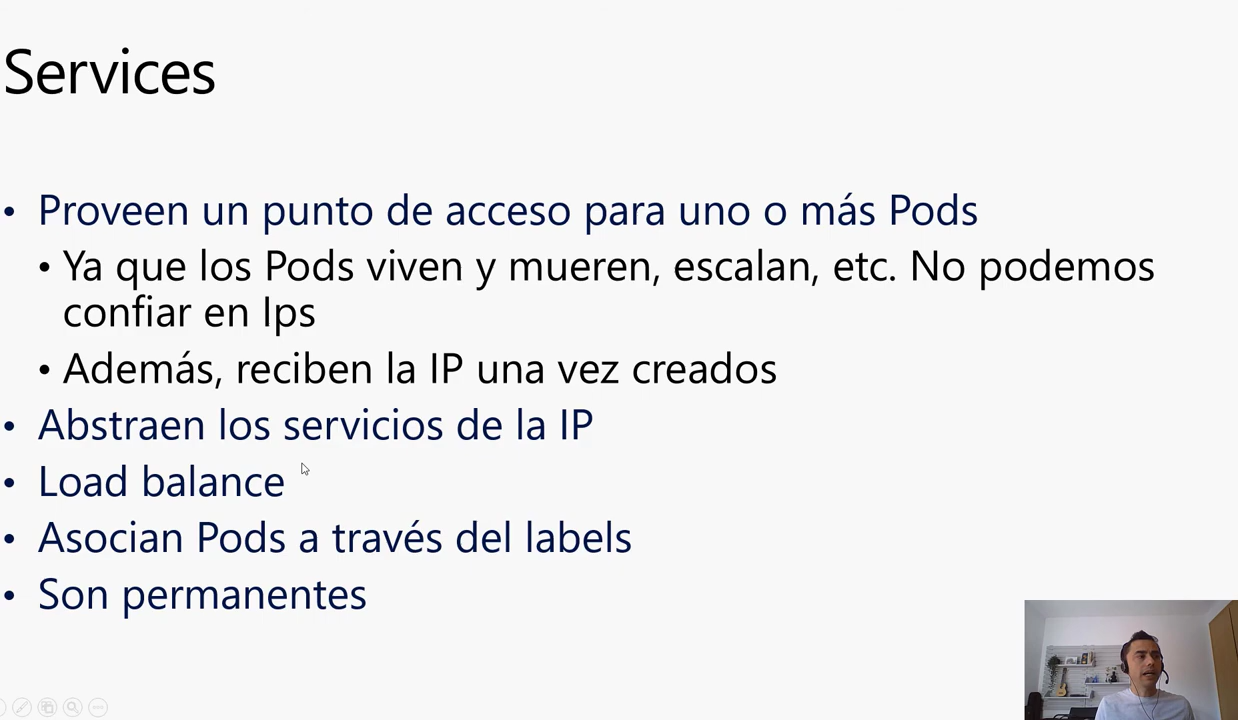 Services
• Proveen un punto de acceso para uno o más Pods
• Ya que los Pods viven y mueren, escalan, etc. No podemos
confiar en Ips
• Además, reciben la IP una vez creados
• Abstraen los servicios de la IP
• Load balance
• Asocian Pods a través del labels
• Son permanentes